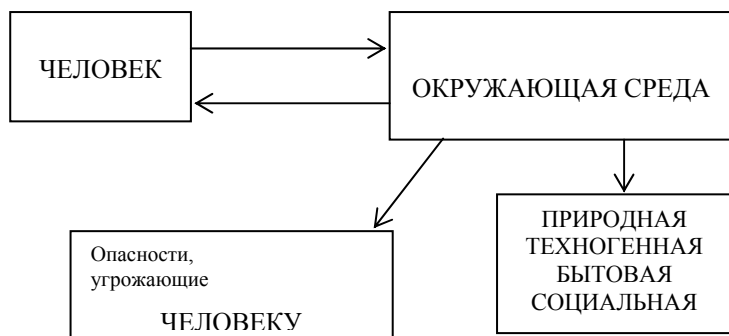 ЧЕЛОВЕК
ОКРУЖАЮЩАЯ СРЕДА
Опасности,
угрожающие
ЧЕЛОВЕКУ
ПРИРОДНАЯ
ТЕХНОГЕННАЯ
БЫТОВАЯ
СОЦИАЛЬНАЯ